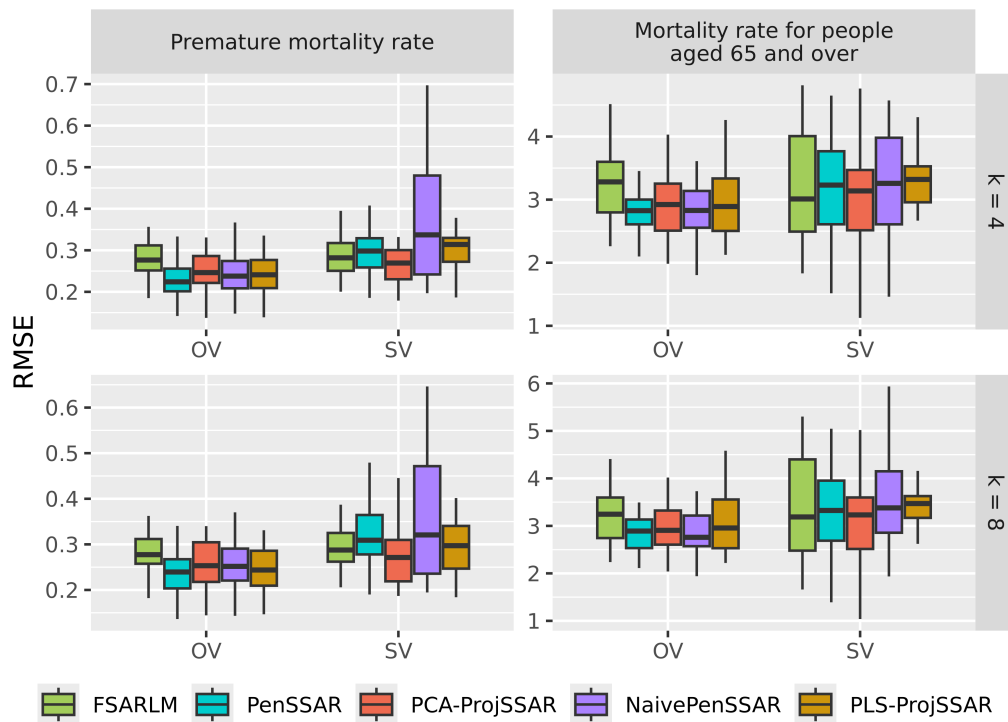 Premature mortality rate
Mortality rate for people
aged 65 and over
RMSE
0.7
0.6
0.5
0.4
0.3
0.2
OV
SV
4
3
2
1
OV
SV
k = 4
0.6
0.5
0.4
0.3
0.2
OV
SV
6
5
4
3
2
1
OV
SV
k = 8
FSARLM
PenSSAR
PCA-ProjSSAR
NaivePenSSAR
PLS-ProjSSAR